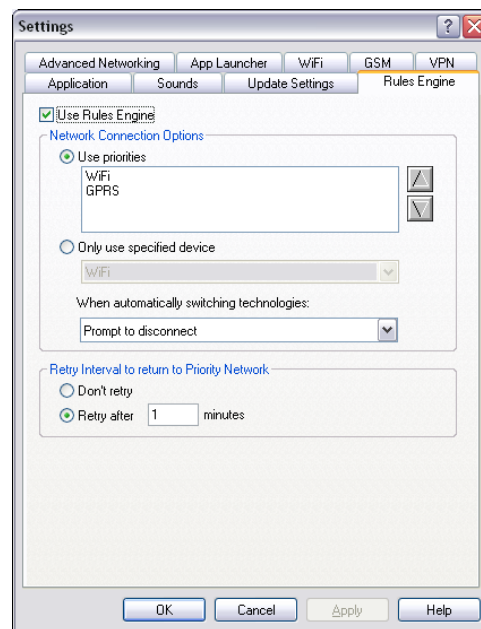 Settings
Advanced Networking App Launcher WiFi GSM VPN
Application Sounds Update Settings Rules Engine
Use Rules Engine
Network Connection Options
Use priorities
WiFi
GPRS
Only use specified device
WiFi
When automatically switching technologies:
Prompt to disconnect
Retry Interval to return to Priority Network
Don't retry
Retry after 1 minutes
OK Cancel Apply Help